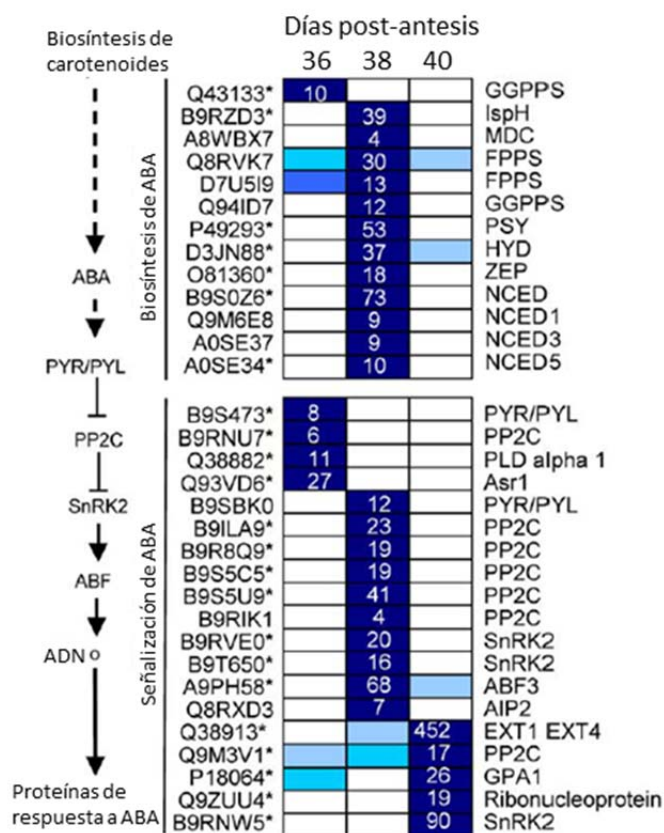 Biosíntesis de
carotenoides
ABA
PYR/PYL
PP2C
SnRK2
ABF
ADN o
Proteínas de
respuesta a ABA
Días post-antesis
36 38 40
Biosíntesis de ABA
Q43133* 10 GGPPS
B9RZD3* 39 IspH
A8WBX7 4 MDC
Q8RVK7 30 FPPS
D7U5I9 13 FPPS
Q94ID7 12 GGPPS
P49293* 53 PSY
D3JN88* 37 HYD
O81360* 18 ZEP
B9S0Z6* 73 NCED
Q9M6E8 9 NCED1
A0SE37 9 NCED3
A0SE34* 10 NCED5
Señalización de ABA
B9S473* 8 PYR/PYL
B9RNU7* 6 PP2C
Q38882* 11 PLD alpha 1
Q93VD6* 27 Asr1
B9SBK0 12 PYR/PYL
B9ILA9* 23 PP2C
B9R8Q9* 19 PP2C
B9S5C5* 19 PP2C
B9S5U9* 41 PP2C
B9RIK1 4 PP2C
B9RVE0* 20 SnRK2
B9T650* 16 SnRK2
A9PH58* 68 ABF3
Q8RXD3 7 AIP2
Q38913* 452 EXT1 EXT4
Q9M3V1* 17 PP2C
P18064* 26 GPA1
Q9ZUU4* 19 Ribonucleoprotein
B9RNW5* 90 SnRK2